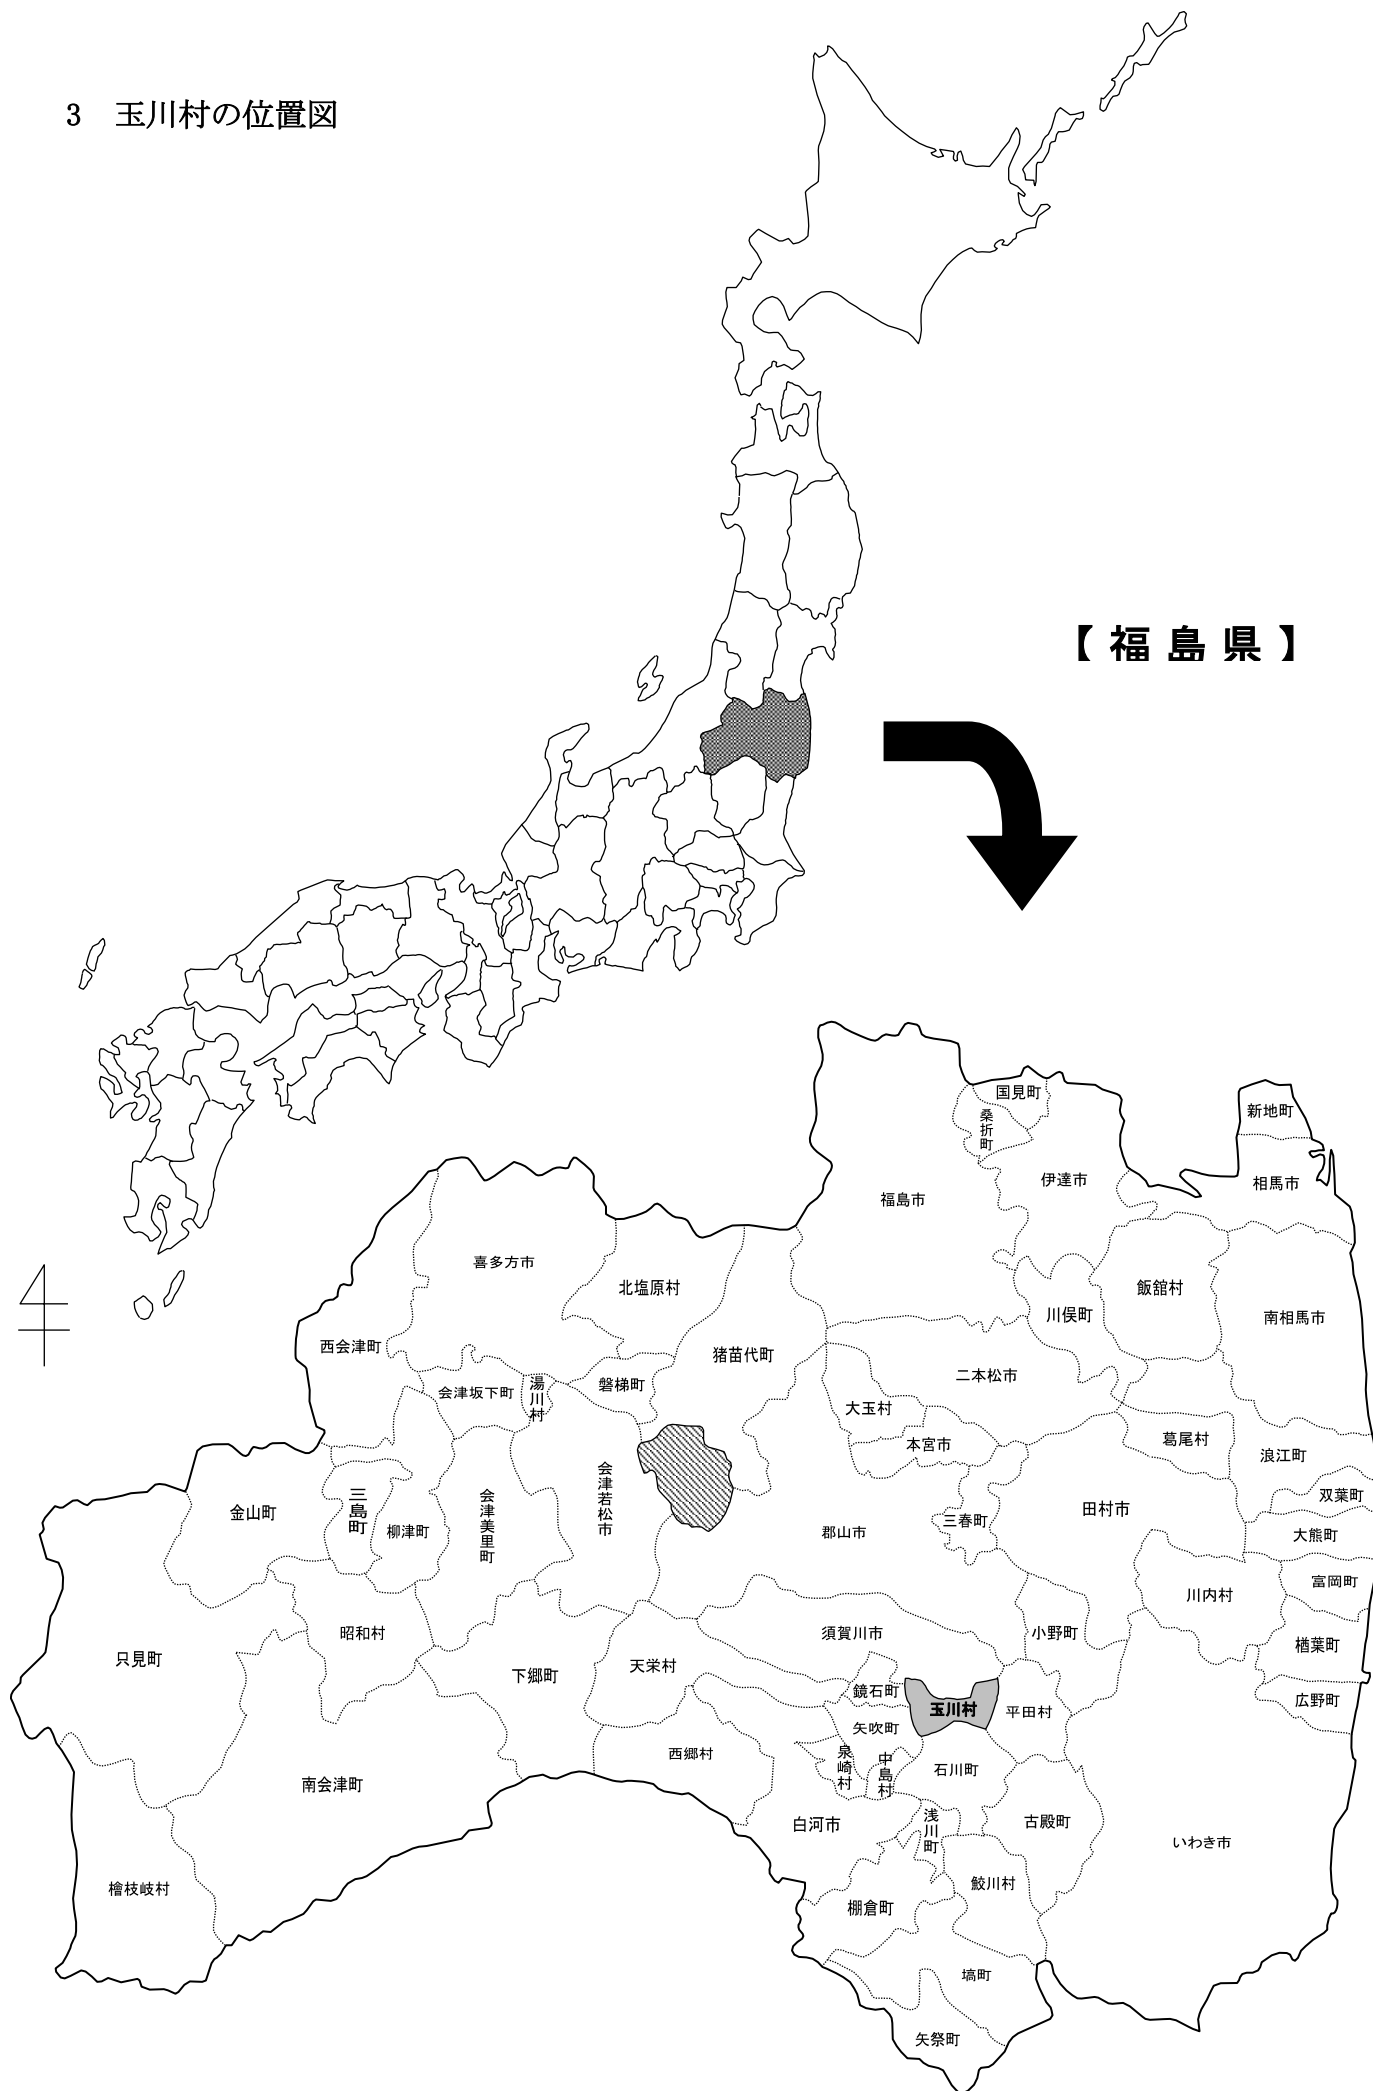 3 玉川村の位置図
【福島県】
国見町
桑折町
新地町
伊達市
相馬市
福島市
喜多方市
北塩原村
飯舘村
川俣町
南相馬市
西会津町
猪苗代町
二本松市
磐梯町
会津坂下町
湯川村
大玉村
本宮市
葛尾村
浪江町
双葉町
大熊町
田村市
三春町
郡山市
会津若松市
会津美里町
柳津町
三島町
金山町
富岡町
川内村
楢葉町
広野町
小野町
須賀川市
昭和村
只見町
下郷町
天栄村
鏡石町
玉川村
平田村
矢吹町
西郷村
泉崎村
中島村
石川町
南会津町
白河市
浅川町
古殿町
いわき市
檜枝岐村
棚倉町
鮫川村
塙町
矢祭町